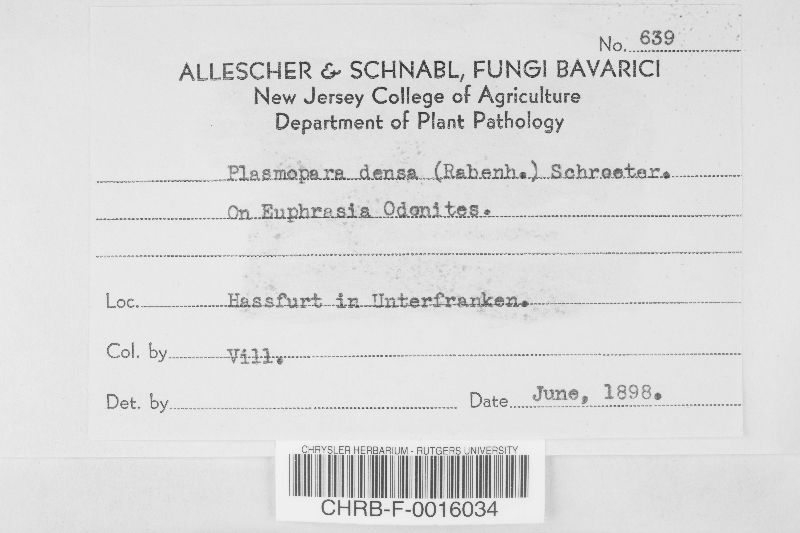 No. 639
ALLESCHER & SCHNABL, FUNGI BAVARICI
New Jersey College of Agriculture
Department of Plant Pathology
Plasmopara densa (Rabenh.) Schroeter.
On Euphrasia Odonites.
Loc. Hassfurt in Unterfranken.
Col. by Vill.
Det. by
Date June, 1898.
CHRYSLER HERBARIUM - RUTGERS UNIVERSITY
CHRB-F-0016034